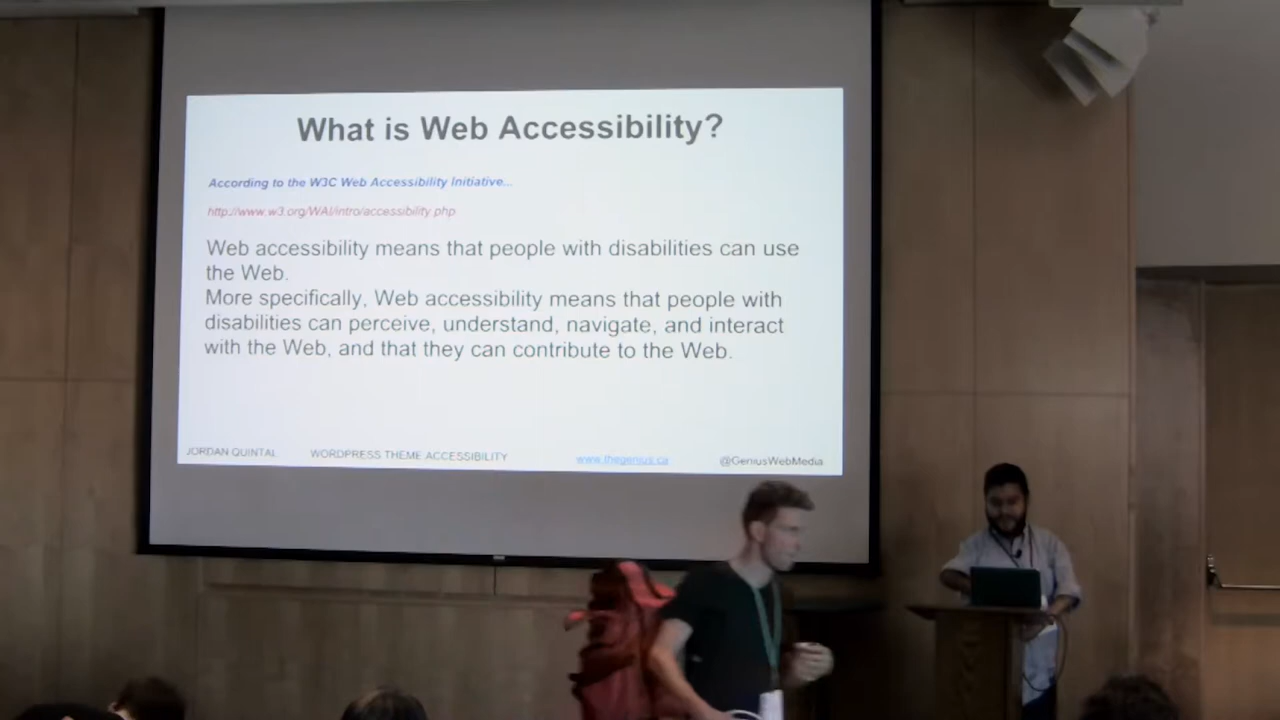 What is Web Accessibility?
According to the W3C Web Accessibility Initiative...
http://www.w3.org/WAI/intro/accessibility.php
Web accessibility means that people with disabilities can use
the Web.
More specifically, Web accessibility means that people with
disabilities can perceive, understand, navigate, and interact
with the Web, and that they can contribute to the Web.
JORDAN QUINTAL WORDPRESS THEME ACCESSIBILITY www.thegenius.ca @GeniusWebMedia